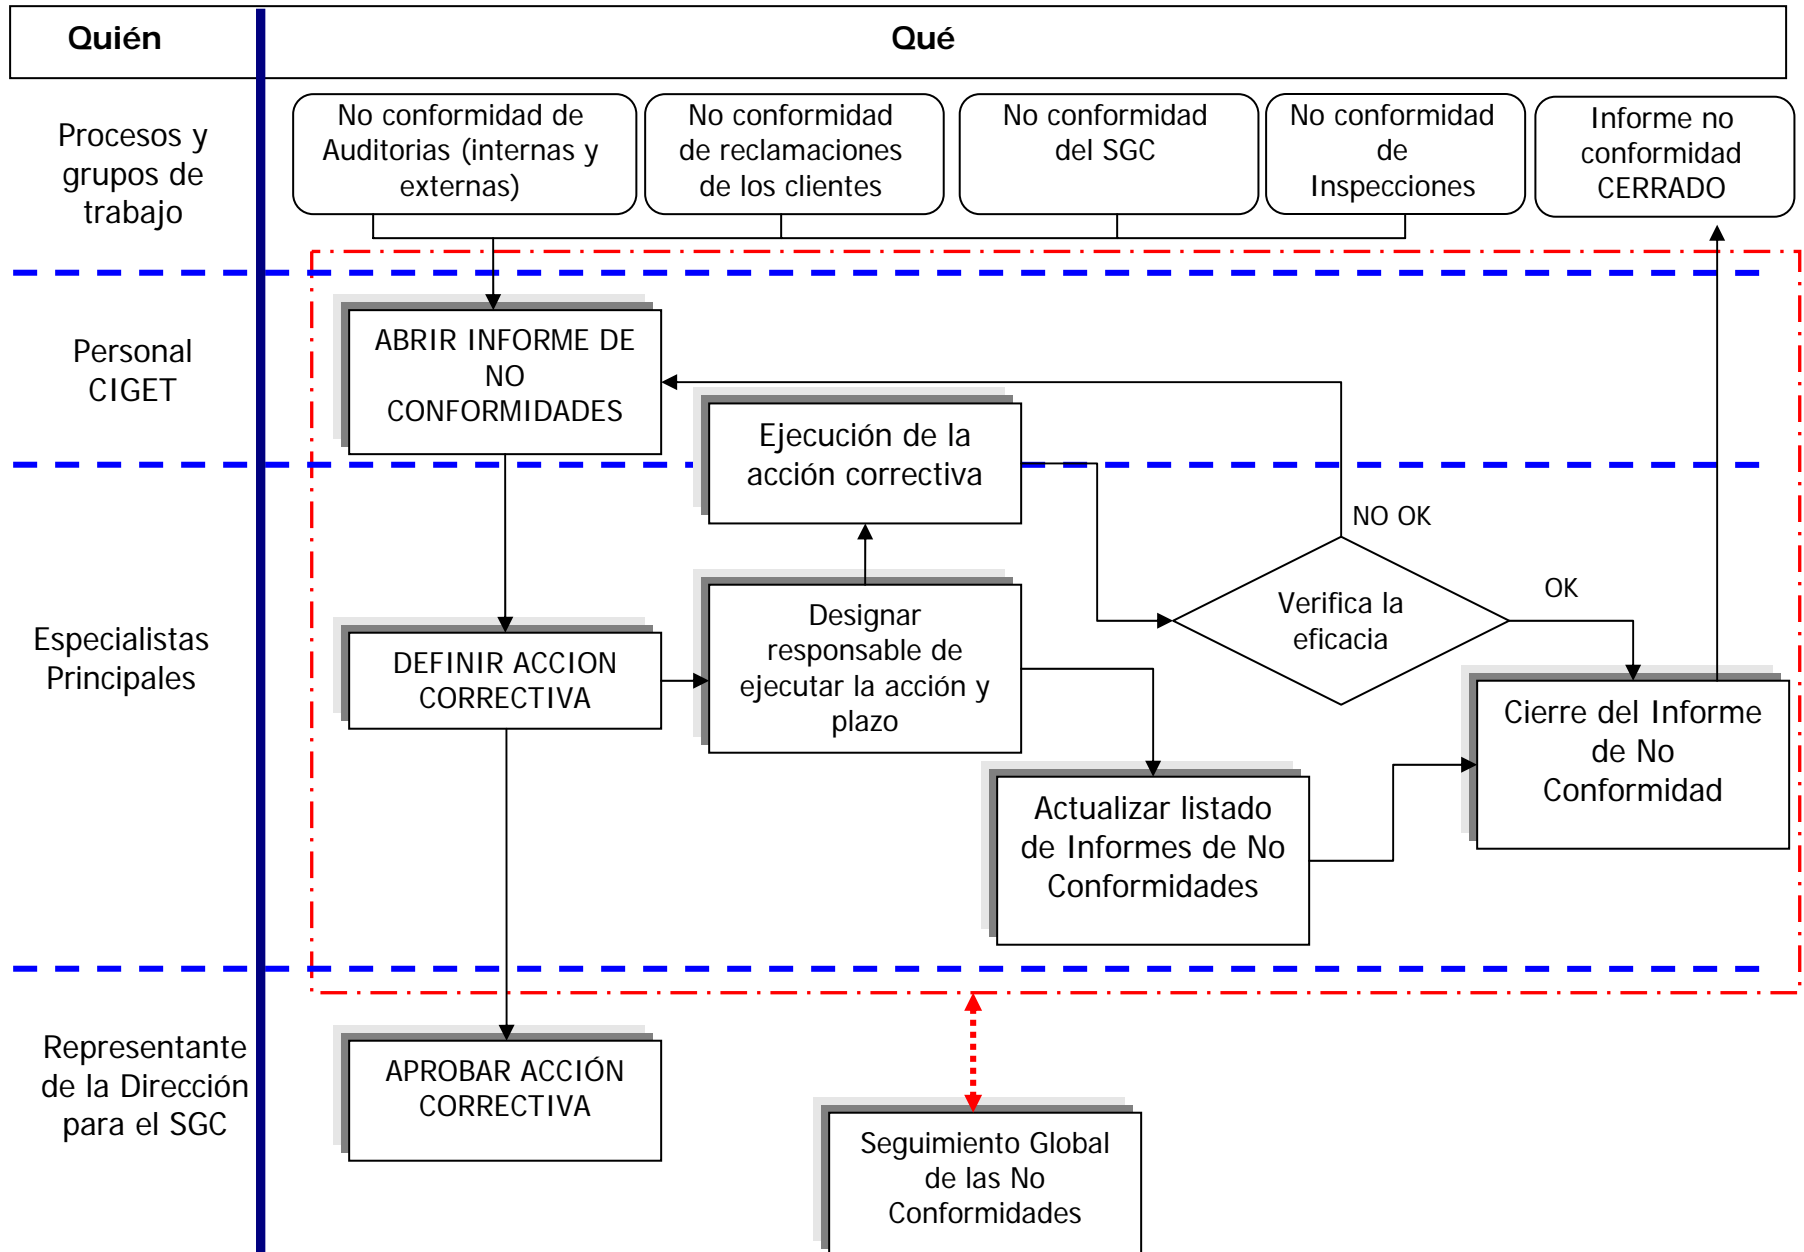 Quién
Qué
Procesos y
grupos de
trabajo
No conformidad de
Auditorias (internas y
externas)
No conformidad
de reclamaciones
de los clientes
No conformidad
del SGC
No conformidad
de
Inspecciones
Informe no
conformidad
CERRADO
Personal
CIGET
ABRIR INFORME DE
NO
CONFORMIDADES
Ejecución de la
acción correctiva
NO OK
Especialistas
Principales
DEFINIR ACCION
CORRECTIVA
Designar
responsable de
ejecutar la acción y
plazo
Verifica la
eficacia
OK
Cierre del Informe
de No
Conformidad
Actualizar listado
de Informes de No
Conformidades
Representante
de la Dirección
para el SGC
APROBAR ACCIÓN
CORRECTIVA
Seguimiento Global
de las No
Conformidades